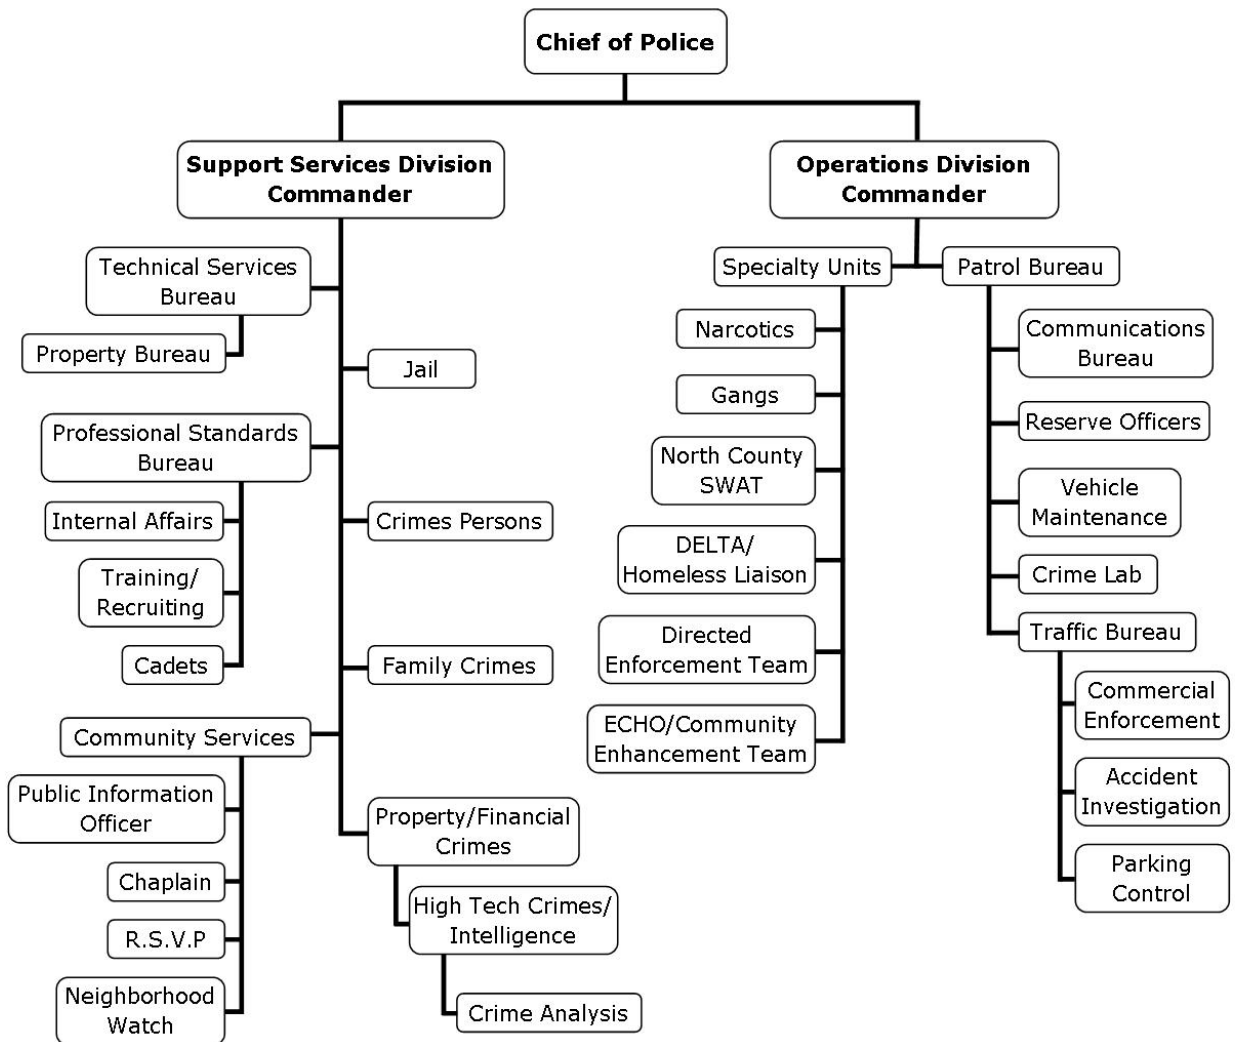 Chief of Police
Support Services Division
Commander
Operations Division
Commander
Technical Services
Bureau
Property Bureau
Jail
Professional Standards
Bureau
Internal Affairs
Training/
Recruiting
Cadets
Crimes Persons
Family Crimes
Community Services
Public Information
Officer
Chaplain
R.S.V.P
Neighborhood
Watch
Property/Financial
Crimes
High Tech Crimes/
Intelligence
Crime Analysis
Specialty Units
Narcotics
Gangs
North County
SWAT
DELTA/
Homeless Liaison
Directed
Enforcement Team
ECHO/Community
Enhancement Team
Patrol Bureau
Communications
Bureau
Reserve Officers
Vehicle
Maintenance
Crime Lab
Traffic Bureau
Commercial
Enforcement
Accident
Investigation
Parking
Control